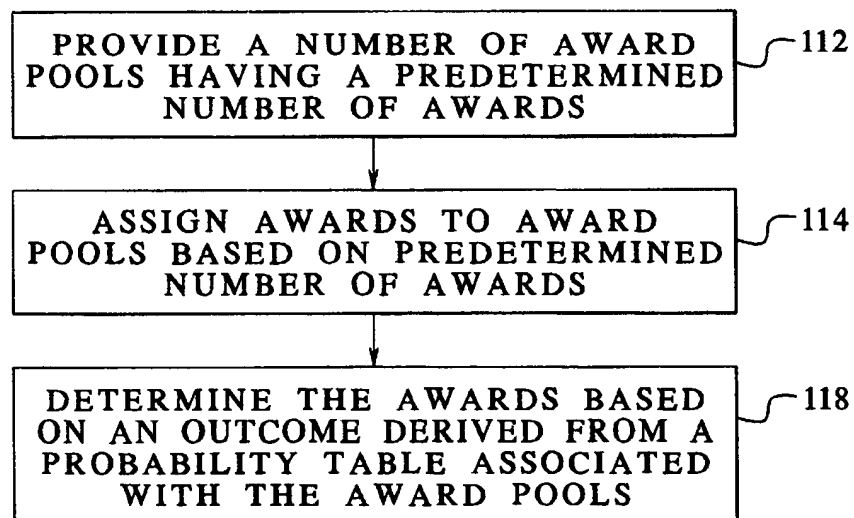 PROVIDE A NUMBER OF AWARD
POOLS HAVING A PREDETERMINED
NUMBER OF AWARDS
112
ASSIGN AWARDS TO AWARD
POOLS BASED ON PREDETERMINED
NUMBER OF AWARDS
114
DETERMINE THE AWARDS BASED
ON AN OUTCOME DERIVED FROM A
PROBABILITY TABLE ASSOCIATED
WITH THE AWARD POOLS
118